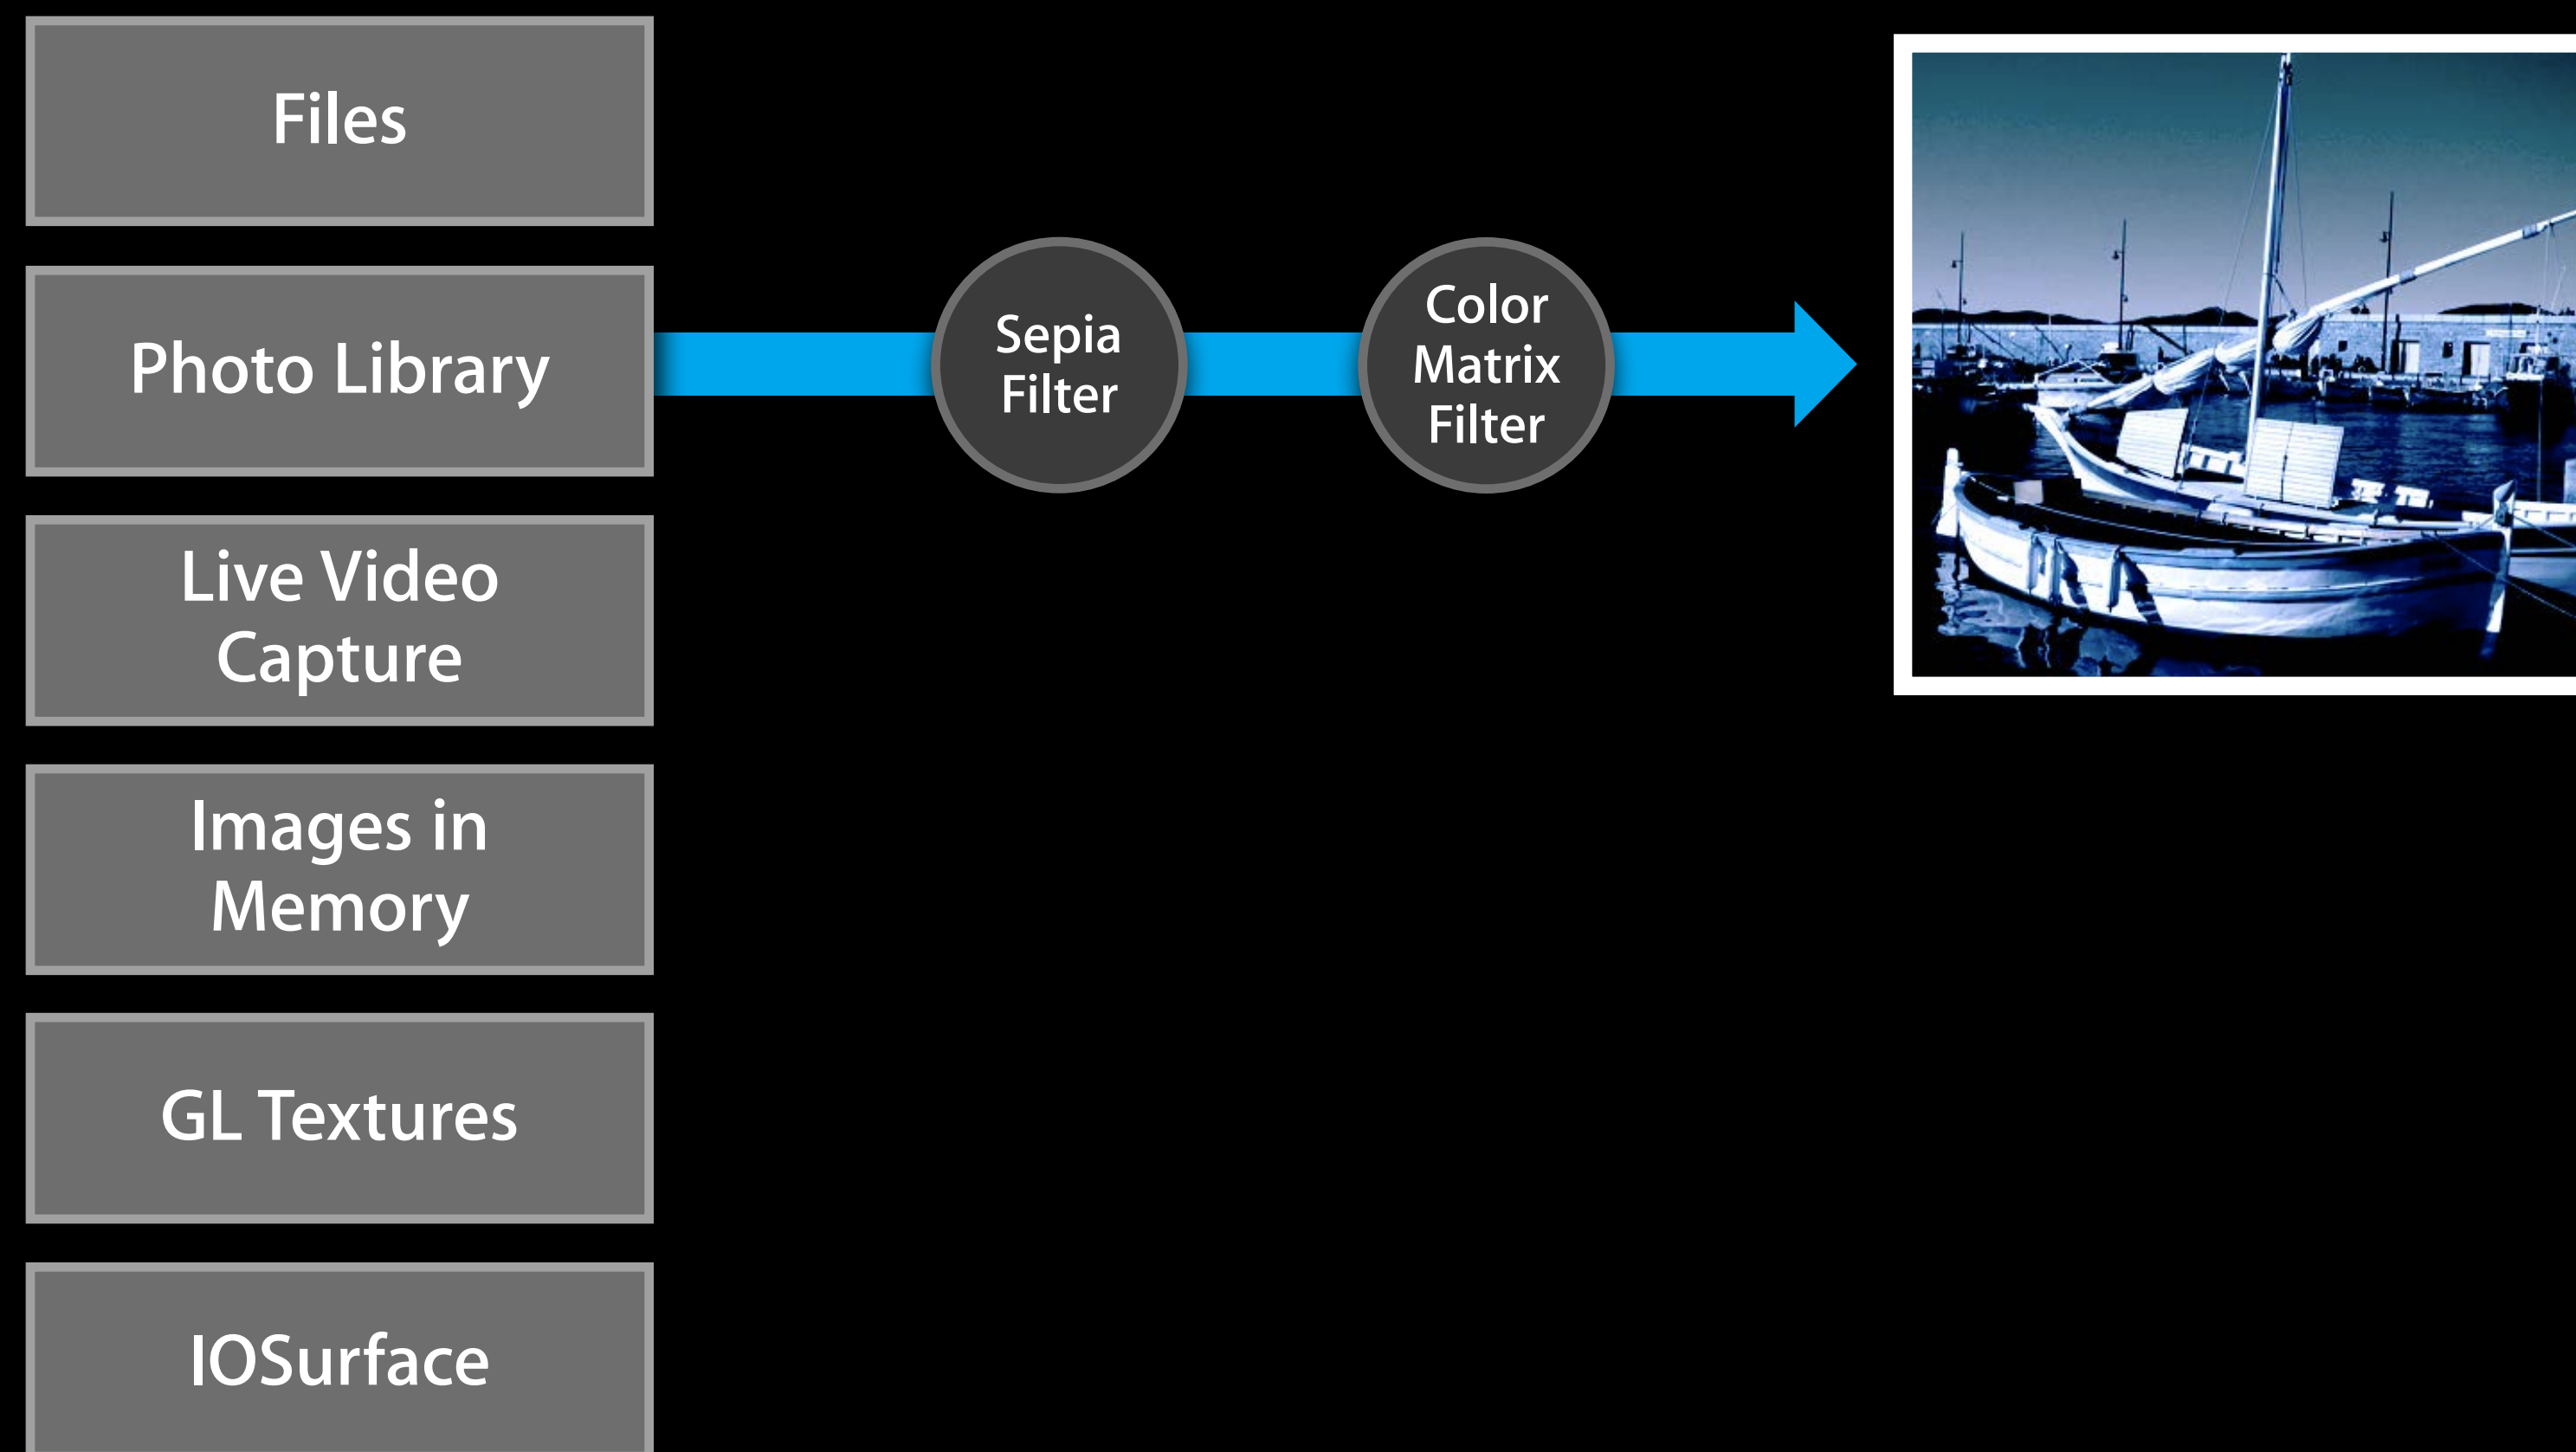 Files
Photo Library
Sepia
Filter
Color
Matrix
Filter
Live Video
Capture
Images in
Memory
GL Textures
IOSurface